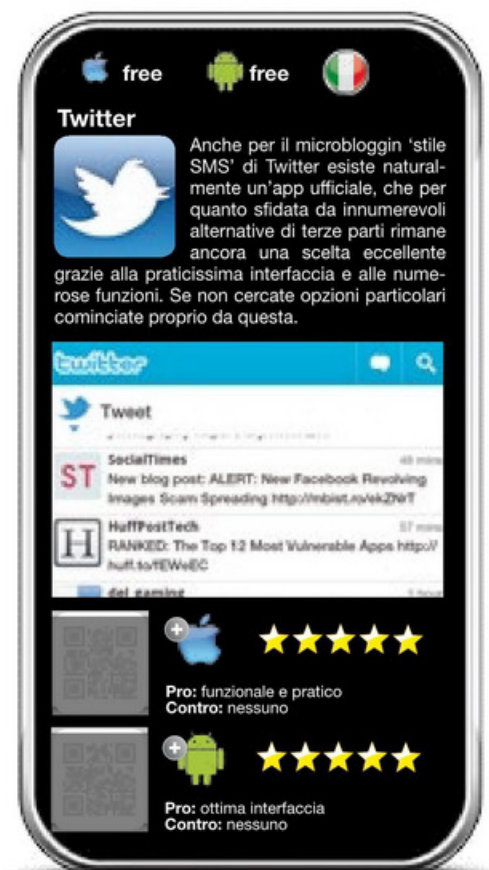 free free
Twitter
Anche per il microbloggin ‘stile
SMS’ di Twitter esiste natural-
mente un’app ufficiale, che per
quanto sfidata da innumerevoli
alternative di terze parti rimane
ancora una scelta eccellente
grazie alla praticissima interfaccia e alle nume-
rose funzioni. Se non cercate opzioni particolari
cominciate proprio da questa.
twitter
Tweet
SocialTimes 48 mins
New blog post: ALERT: New Facebook Revolving
Images Scam Spreading
HuffPostTech 57 mins
RANKED: The Top 12 Most Vulnerable Apps http://
huff.to/fEWeEC
del gaming 1 hour
Pro: funzionale e pratico
Contro: nessuno
Pro: ottima interfaccia
Contro: nessuno